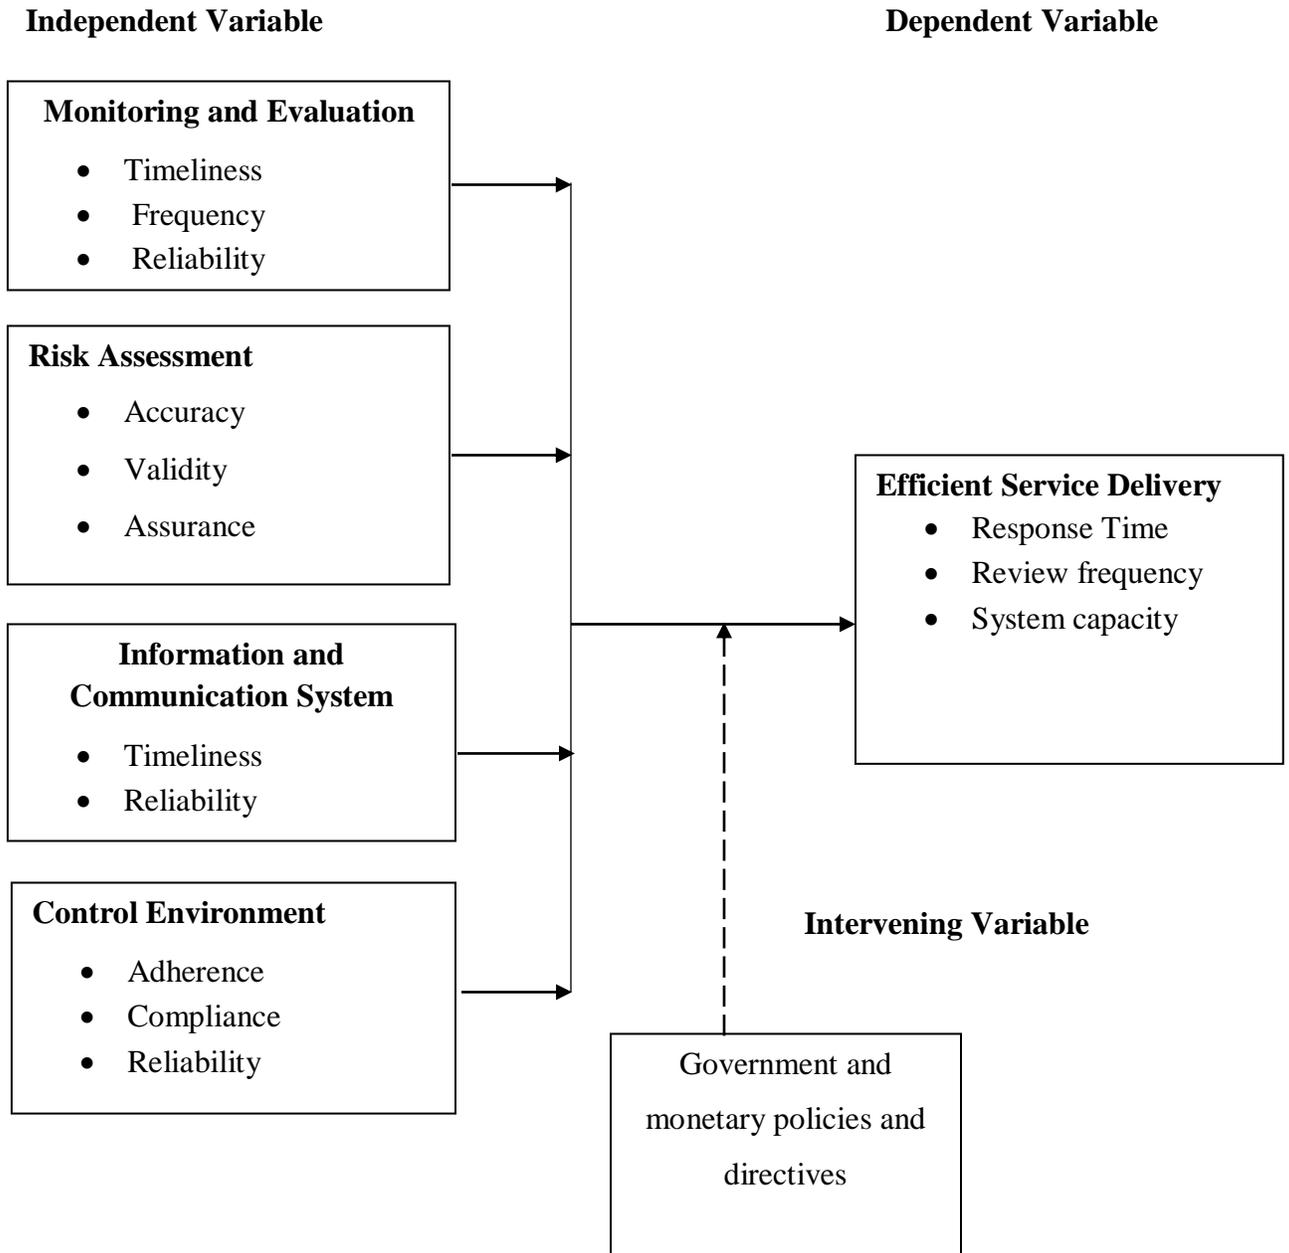 Independent Variable
Dependent Variable
Monitoring and Evaluation
• Timeliness
• Frequency
• Reliability
Risk Assessment
• Accuracy
• Validity
• Assurance
Information and
Communication System
• Timeliness
• Reliability
Control Environment
• Adherence
• Compliance
• Reliability
Efficient Service Delivery
• Response Time
• Review frequency
• System capacity
Intervening Variable
Government and
monetary policies and
directives